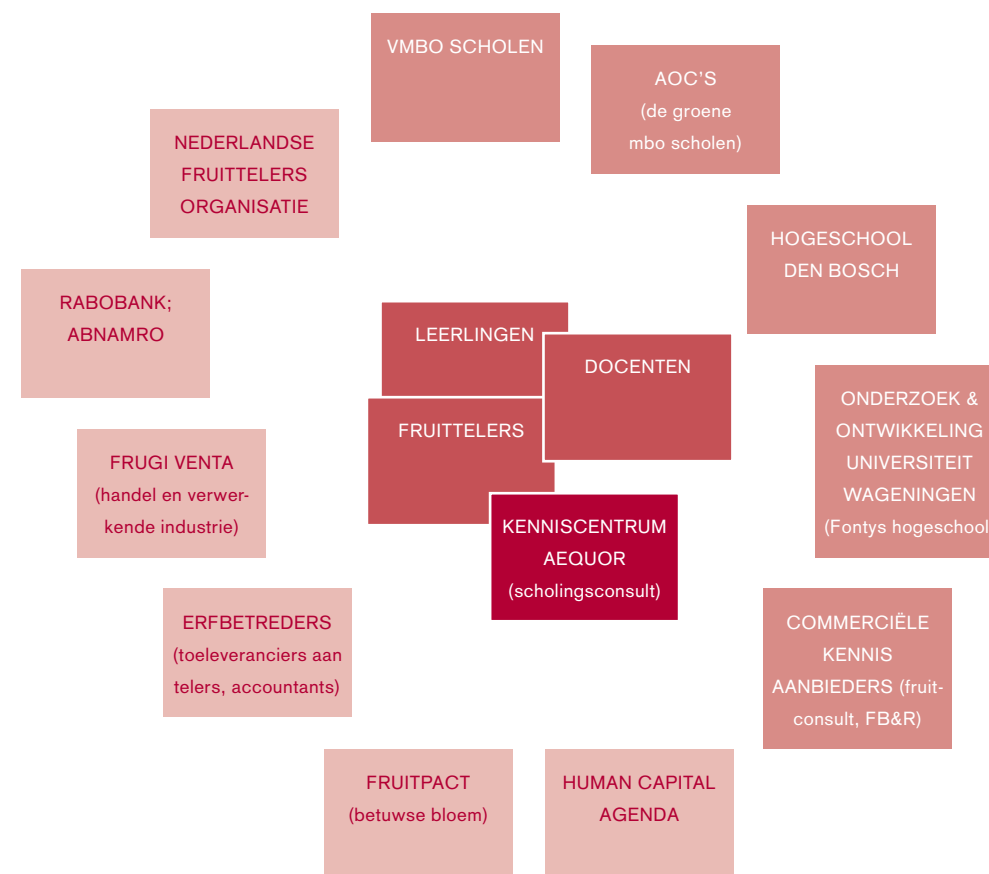 VMBO SCHOLEN
AOC'S
(de groene
mbo scholen)
NEDERLANDSE
FRUITTELERS
ORGANISATIE
HOGESCHOOL
DEN BOSCH
RABOBANK;
ABNAMRO
LEERLINGEN
DOCENTEN
FRUITTELERS
KENNISCENTRUM
AEQUOR
(scholingsconsult)
ONDERZOEK &
ONTWIKKELING
UNIVERSITEIT
WAGENINGEN
(Fontys hogeschool
FRUGI VENTA
(handel en verwer-
kende industrie)
ERFBETREDERS
(toeleveranciers aan
telers, accountants)
COMMERCIËLE
KENNIS
AANBIEDERS (fruit-
consult, FB&R)
FRUITPACT
(betuwse bloem)
HUMAN CAPITAL
AGENDA